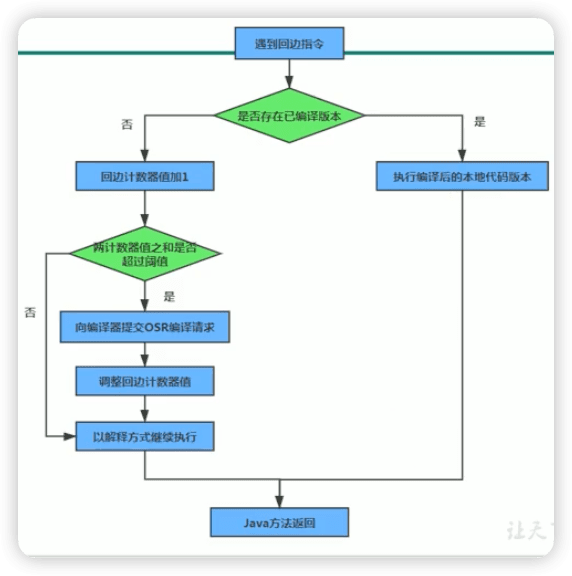 遇到回边指令
是否存在已编译版本
否
是
回边计数器值加1
执行编译后的本地代码版本
两计数器值之和是否
超过阈值
是
否
向编译器提交OSR编译请求
调整回边计数器值
以解释方式继续执行
Java方法返回
让天